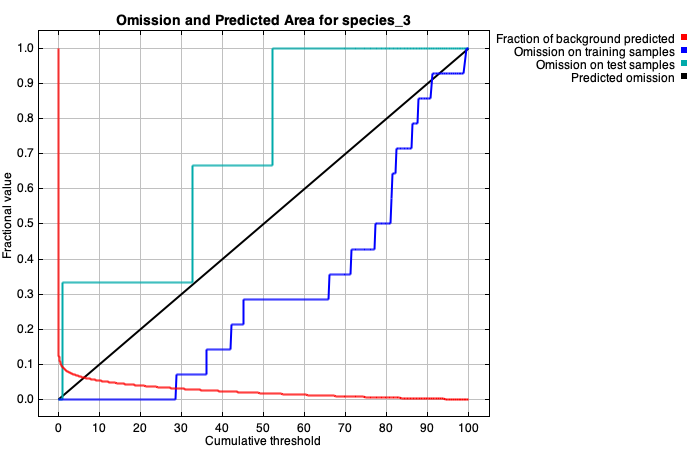 Omission and Predicted Area for species_3
Fraction of background predicted
Omission on training samples
Omission on test samples
Predicted omission
Fractional value
1.0
0.9
0.8
0.7
0.6
0.5
0.4
0.3
0.2
0.1
0.0
0 10 20 30 40 50 60 70 80 90 100
Cumulative threshold